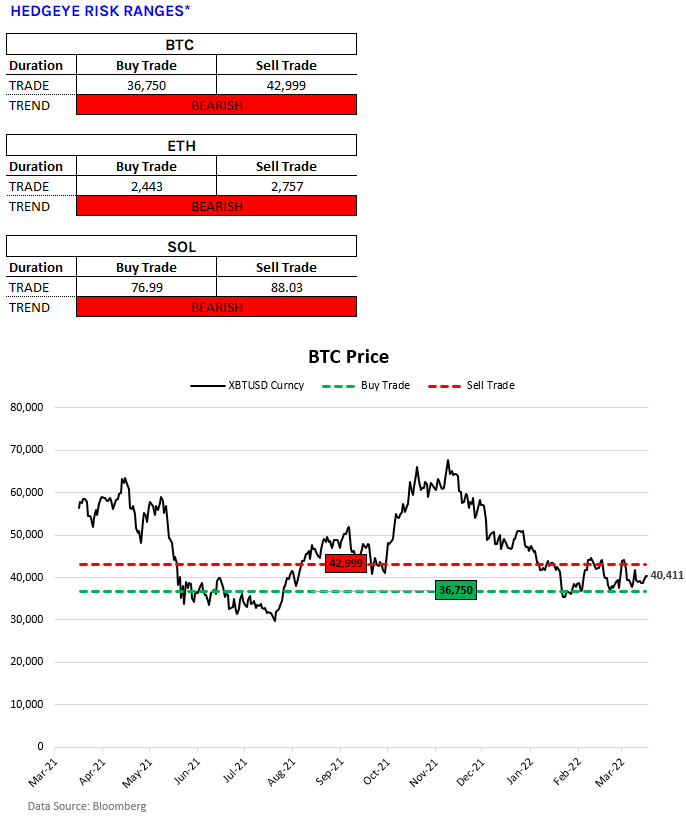 HEDGEYE RISK RANGES*
BTC
Duration Buy Trade Sell Trade
TRADE 36,750 42,999
TREND BEARISH
ETH
Duration Buy Trade Sell Trade
TRADE 2,443 2,757
TREND BEARISH
SOL
Duration Buy Trade Sell Trade
TRADE 76.99 88.03
TREND BEARISH
BTC Price
XBTUSD Curncy Buy Trade Sell Trade
80,000
70,000
60,000
50,000
42,999
40,000
40,411
36,750
30,000
20,000
10,000
0
Mar-21 Apr-21 May-21 Jun-21 Jul-21 Aug-21 Sep-21 Oct-21 Nov-21 Dec-21 Jan-22 Feb-22 Mar-22
Data Source: Bloomberg